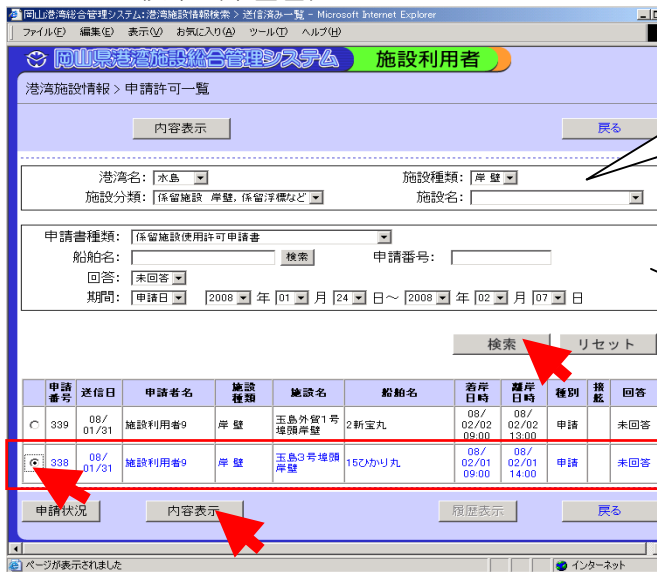 岡山港湾総合管理システム:港湾施設情報検索 > 送信済み一覧 - Microsoft Internet Explorer
ファイル(F) 編集(E) 表示(V) お気に入り(A) ツール(T) ヘルプ(H)
岡山県港湾施設総合管理システム 施設利用者
港湾施設情報 > 申請許可一覧
内容表示 戻る
港湾名: 水島 施設種類: 岸 壁
施設分類: 係留施設 岸壁, 係留浮標など 施設名:
申請書種類: 係留施設使用許可申請書
船舶名: 検索 申請番号:
回答: 未回答
期間: 申請日 2008 年 01 月 24 日～ 2008 年 02 月 07 日
検索 リセット
申請番号 送信日 申請者名 施設種類 施設名 船舶名 着岸日時 離岸日時 種別 接舷 回答
339 08/01/31 施設利用者9 岸 壁 玉島外貿1号埠頭岸壁 2新宝丸 08/02/02 09:00 08/02/02 13:00 申請 未回答
338 08/01/31 施設利用者9 岸 壁 玉島3号埠頭岸壁 15ひかり丸 08/02/01 09:00 08/02/01 14:00 申請 未回答
申請状況 内容表示 履歴表示 戻る
ページが表示されました インターネット